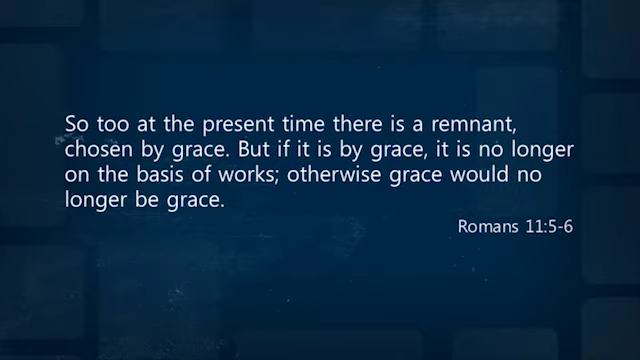 So too at the present time there is a remnant,
chosen by grace. But if it is by grace, it is no longer
on the basis of works; otherwise grace would no
longer be grace.
Romans 11:5-6